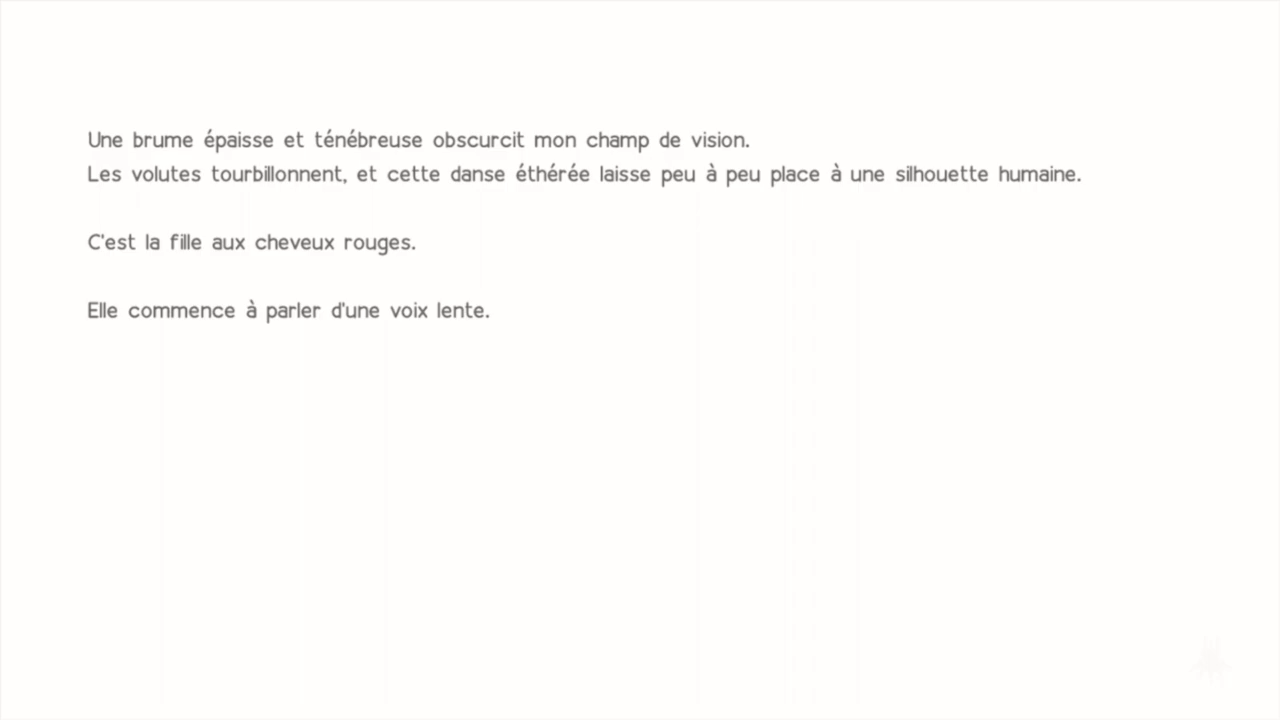 Une brume épaisse et ténébreuse obscurcit mon champ de vision.
Les volutes tourbillonnent, et cette danse éthérée laisse peu à peu place à une silhouette humaine.
C'est la fille aux cheveux rouges.
Elle commence à parler d'une voix lente.